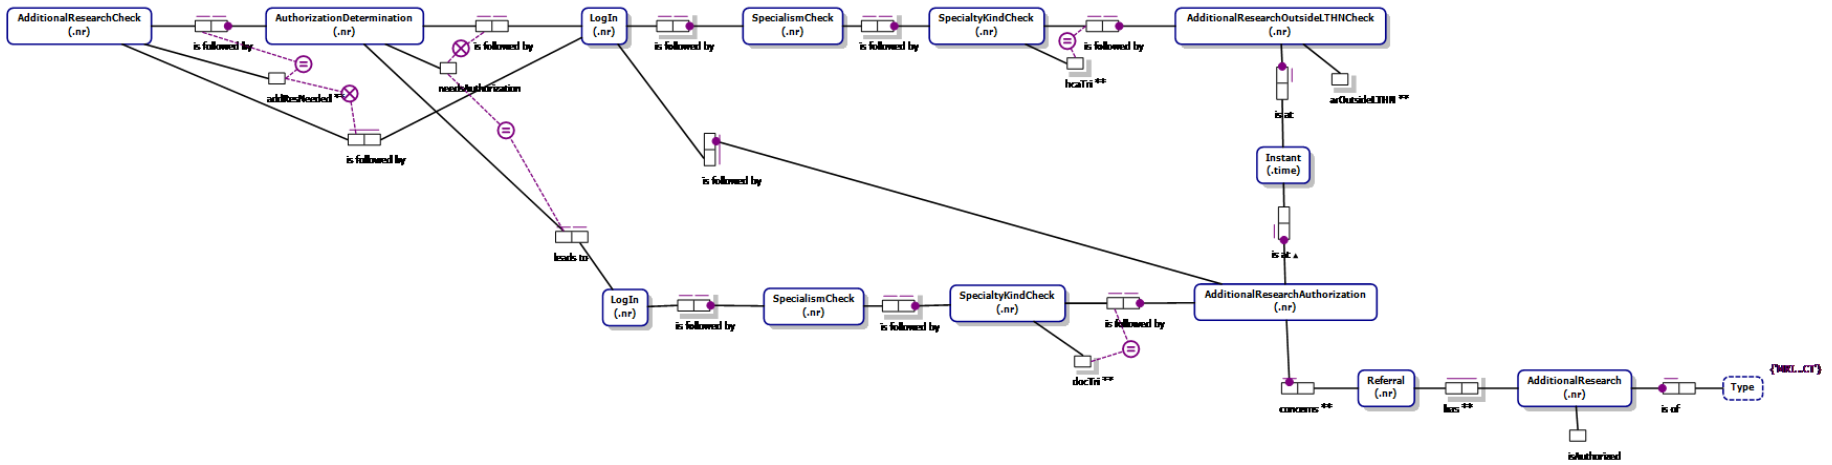 AdditionalResearchCheck
(.nr)
AuthorizationDetermination
(.nr)
LogIn
(.nr)
SpecialismCheck
(.nr)
SpecialtyKindCheck
(.nr)
AdditionalResearchOutsideLTHNCheck
(.nr)
is followed by
is followed by
is followed by
is followed by
is followed by
addResNeeded **
needsAuthorization
hcaTri **
arOutsideLTHN **
is at
is followed by
is followed by
Instant
(.time)
is at ▲
leads to
LogIn
(.nr)
SpecialismCheck
(.nr)
SpecialtyKindCheck
(.nr)
AdditionalResearchAuthorization
(.nr)
is followed by
is followed by
is followed by
docTri **
Referral
(.nr)
AdditionalResearch
(.nr)
Type
concerns **
has **
is of
isAuthorized